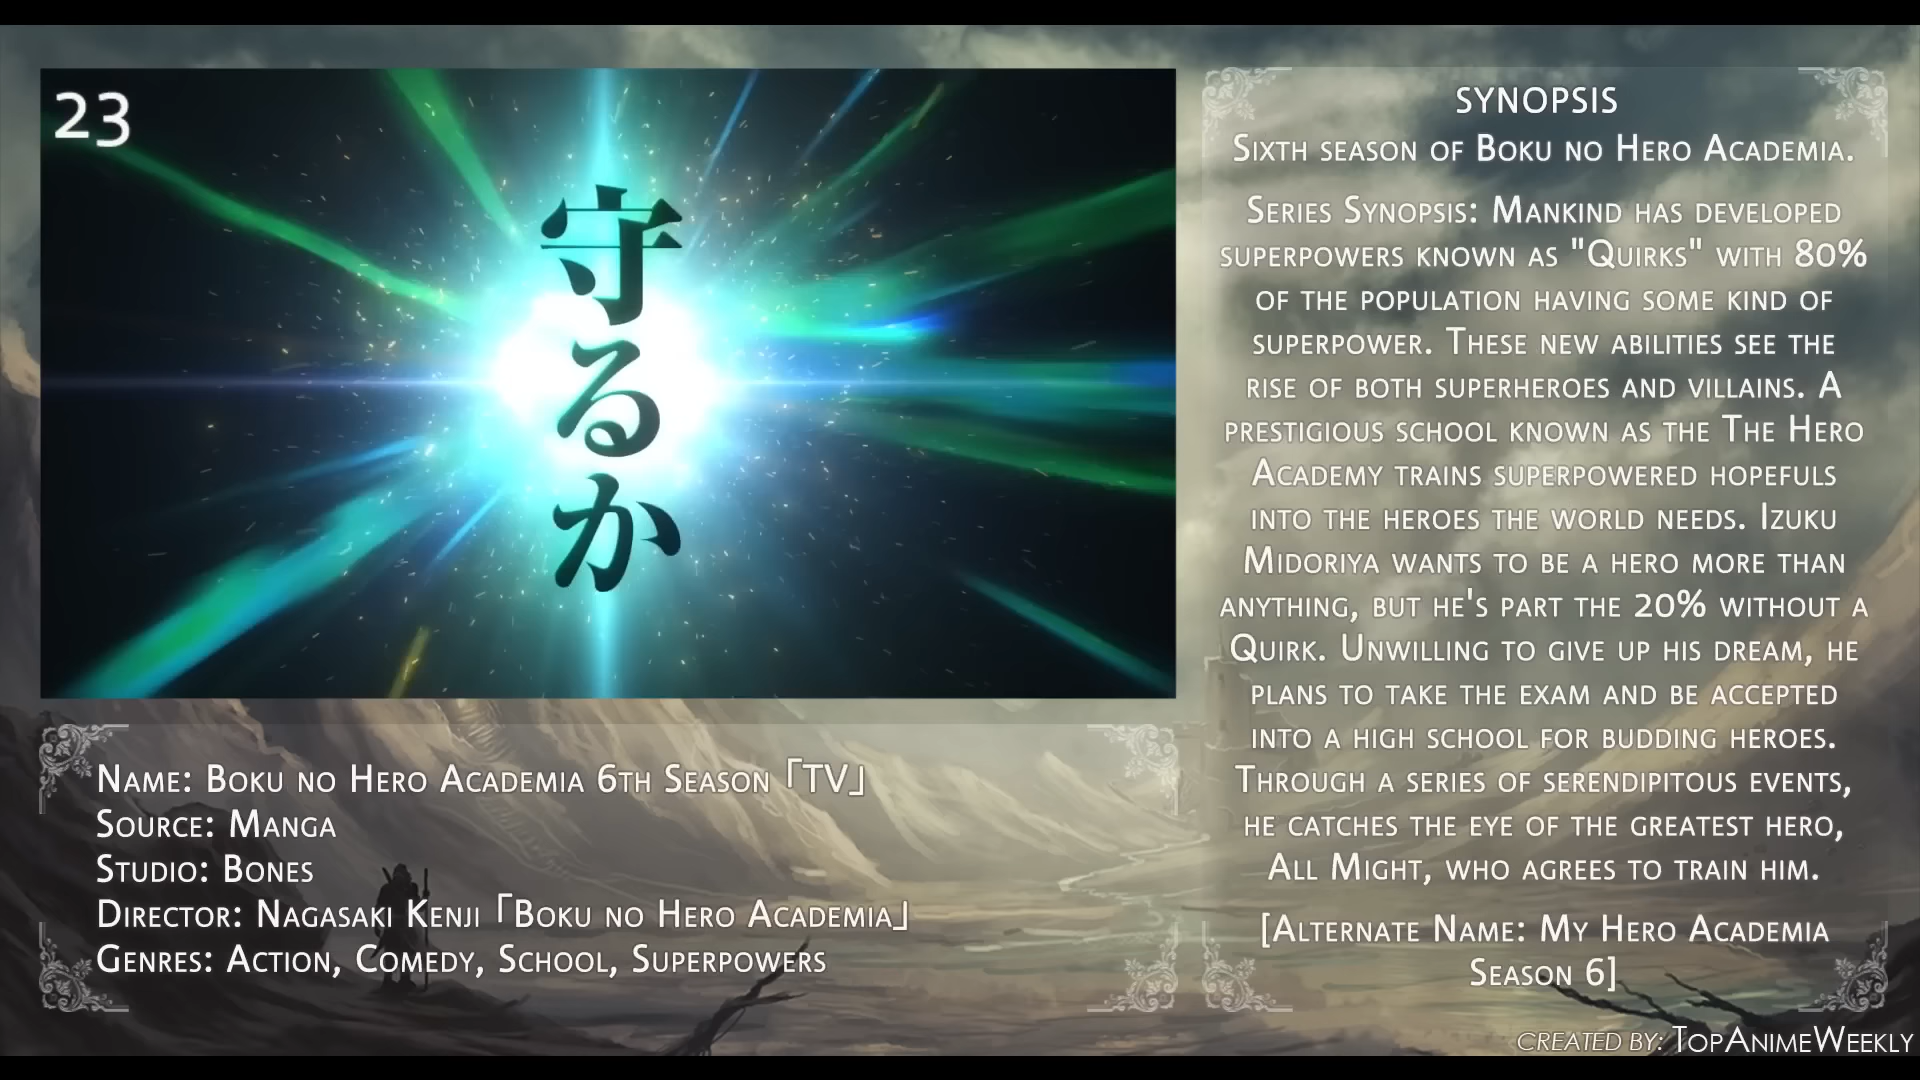 23
守るか
SYNOPSIS
Sixth season of Boku no Hero Academia.
Series Synopsis: Mankind has developed
superpowers known as "Quirks" with 80%
of the population having some kind of
superpower. These new abilities see the
rise of both superheroes and villains. A
prestigious school known as the The Hero
Academy trains superpowered hopefuls
into the heroes the world needs. Izuku
Midoriya wants to be a hero more than
anything, but he's part the 20% without a
Quirk. Unwilling to give up his dream, he
plans to take the exam and be accepted
into a high school for budding heroes.
Through a series of serendipitous events,
he catches the eye of the greatest hero,
All Might, who agrees to train him.
[Alternate Name: My Hero Academia
Season 6]
Name: Boku no Hero Academia 6th Season「TV」
Source: Manga
Studio: Bones
Director: Nagasaki Kenji「Boku no Hero Academia」
Genres: Action, Comedy, School, Superpowers
CREATED BY: TopAnimeWeekly